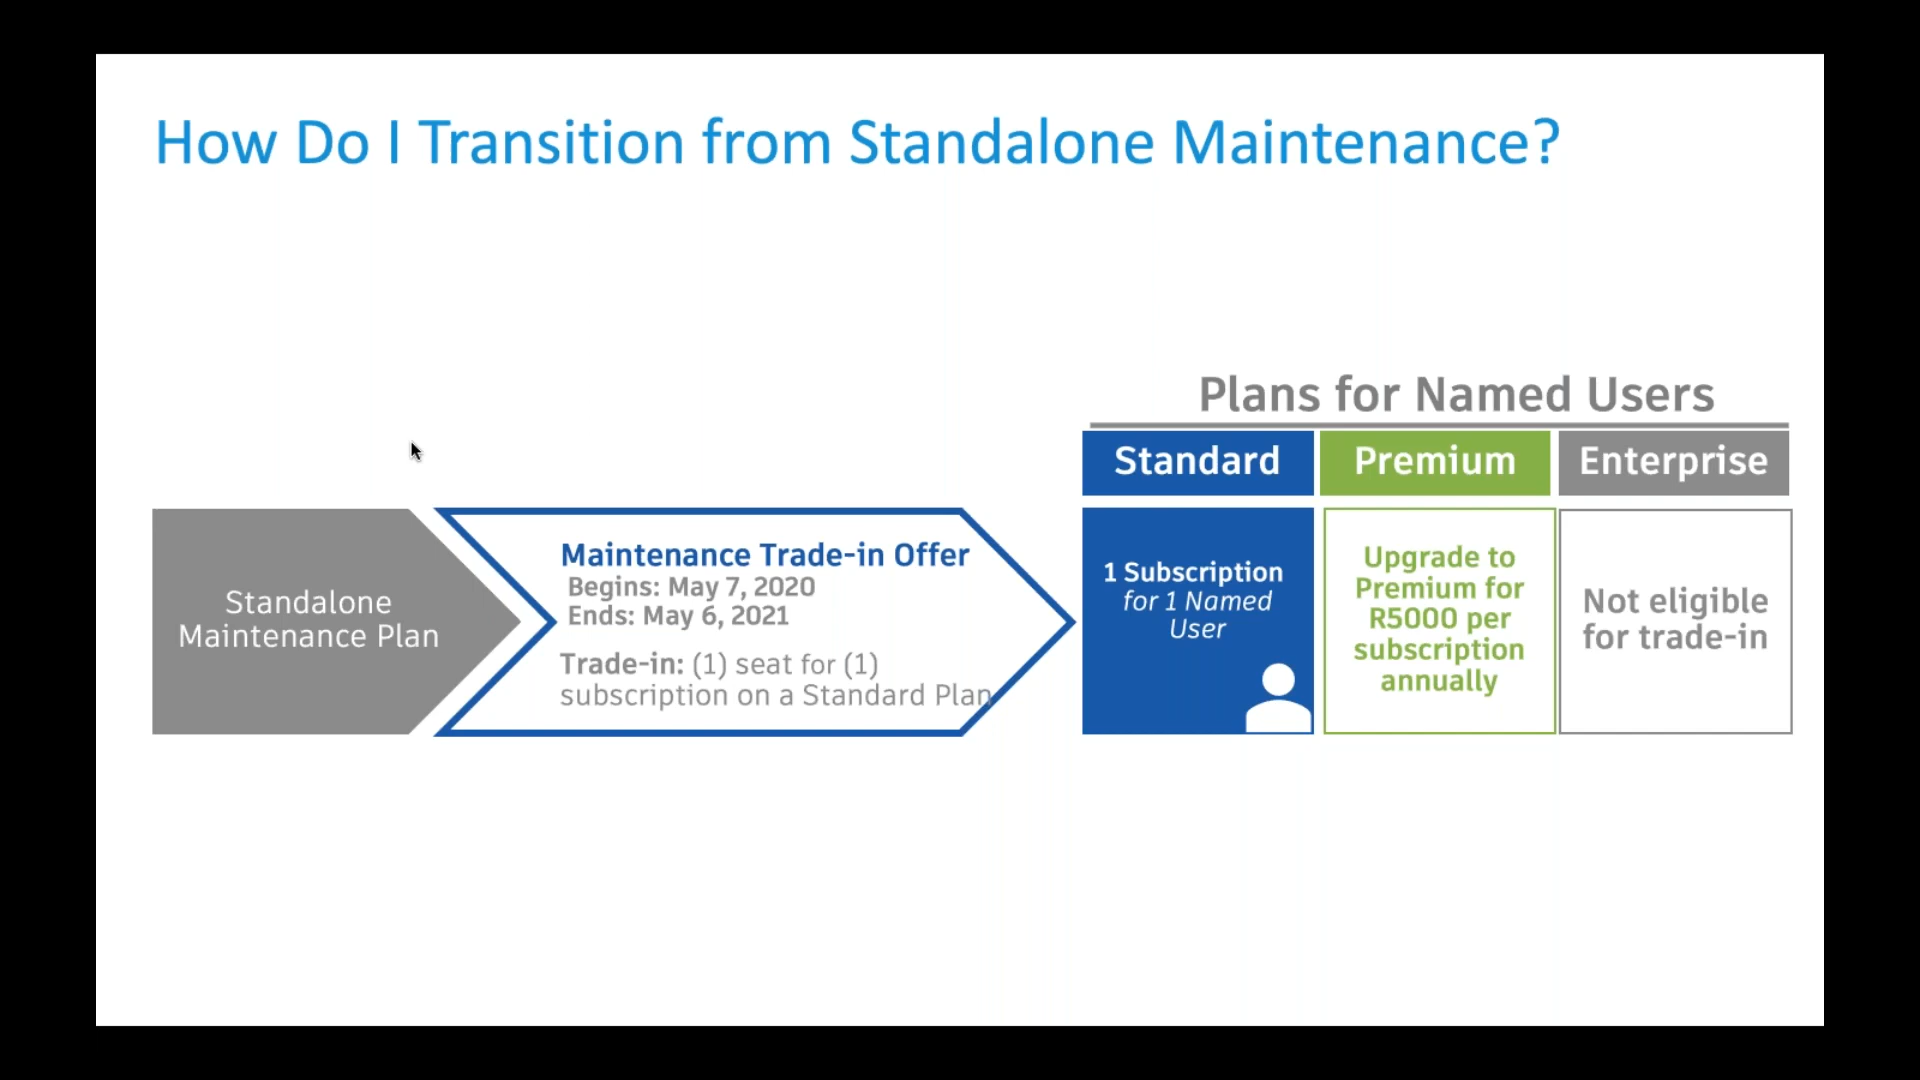 How Do I Transition from Standalone Maintenance?
Standalone
Maintenance Plan
Maintenance Trade-in Offer
Begins: May 7, 2020
Ends: May 6, 2021
Trade-in: (1) seat for (1)
subscription on a Standard Plan
Plans for Named Users
Standard
1 Subscription
for 1 Named
User
Premium
Upgrade to
Premium for
R5000 per
subscription
annually
Enterprise
Not eligible
for trade-in